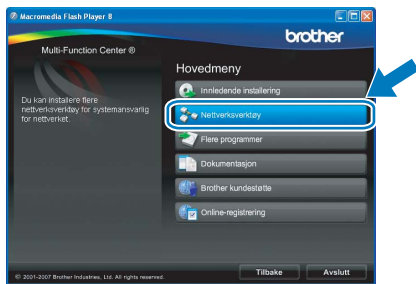 Macromedia Flash Player 8
brother
Multi-Function Center ®
Hovedmeny
Du kan installere flere
nettverksverktøy for systemansvarlig
for nettverket.
Innledende installering
Nettverksverktøy
Flere programmer
Dokumentasjon
Brother kundestøtte
Online-registrering
© 2001-2007 Brother Industries, Ltd. All rights reserved.
Tilbake
Avslutt